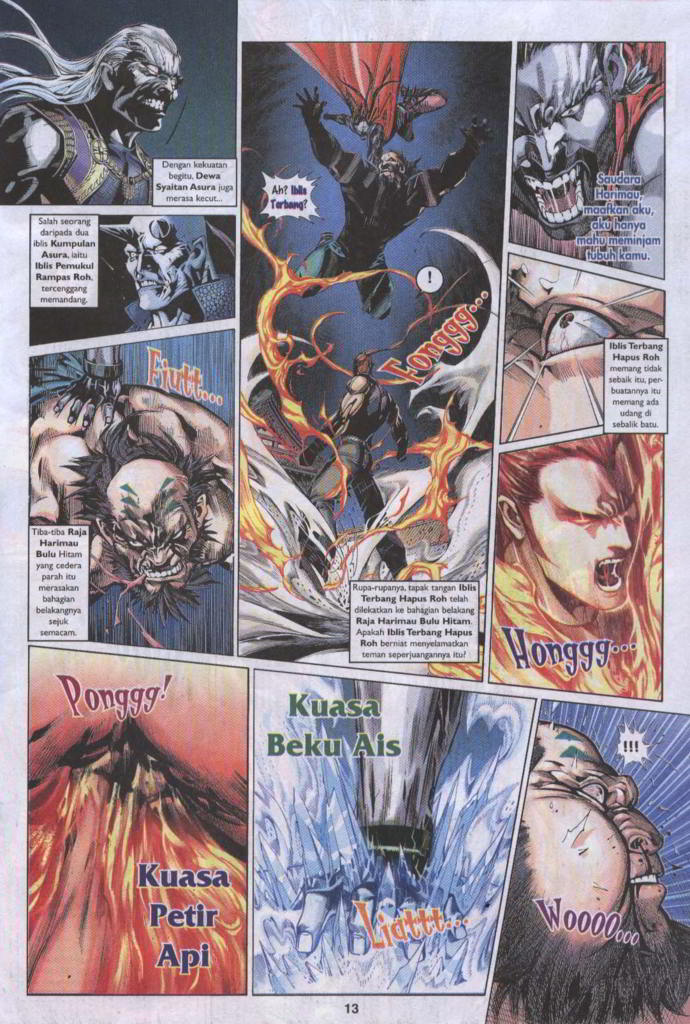 Dengan kekuatan
begitu, Dewa
Syaitan Asura juga
merasa kecut...
Salah seorang
daripada dua
iblis Kumpulan
Asura, iaitu
Iblis Pemukul
Rampas Roh,
tercengang
memandang.
Fiutt...
Tiba-tiba Raja
Harimau
Bulu Hitam
yang cedera
parah itu
merasakan
bahagian
belakangnya
sejuk
semacam.
Ah? Iblis
Terbang?
!
Fonggg...
Rupa-rupanya, tapak tangan Iblis
Terbang Hapus Roh telah
dilekatkan ke bahagian belakang
Raja Harimau Bulu Hitam.
Apakah Iblis Terbang Hapus
Roh berniat menyelamatkan
teman seperjuangannya itu?
Saudara
Harimau,
maafkan aku,
aku hanya
mahu meminjam
tubuh kamu.
Iblis Terbang
Hapus Roh
memang tidak
sebaik itu, per-
buatannya itu
memang ada
udang di
sebalik batu.
Honggg...
Ponggg!
Kuasa
Petir
Api
Kuasa
Beku Ais
Liattt...
!!!
Woooo...
13